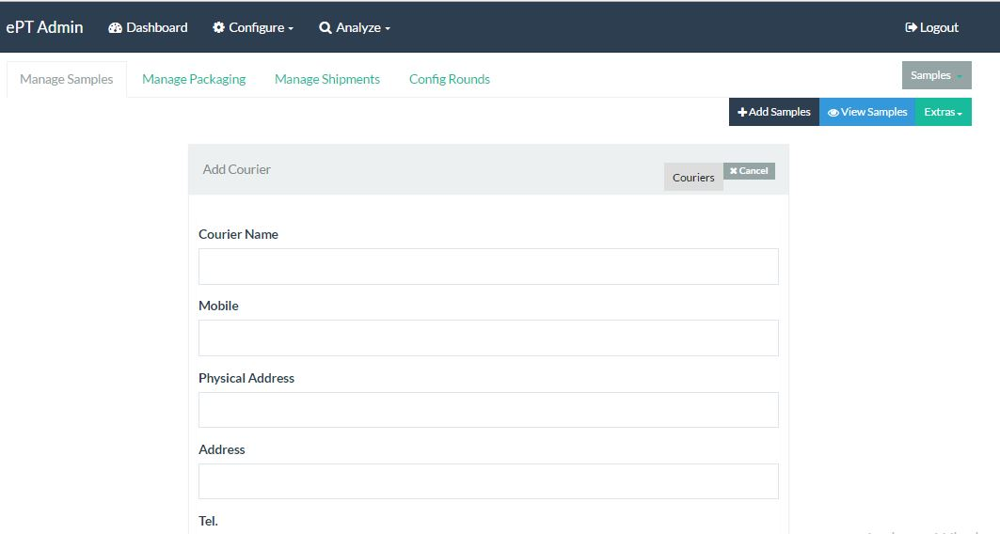 ePT Admin Dashboard Configure Analyze Logout
Manage Samples Manage Packaging Manage Shipments Config Rounds Samples
Add Samples View Samples Extras
Add Courier Couriers Cancel
Courier Name
Mobile
Physical Address
Address
Tel.